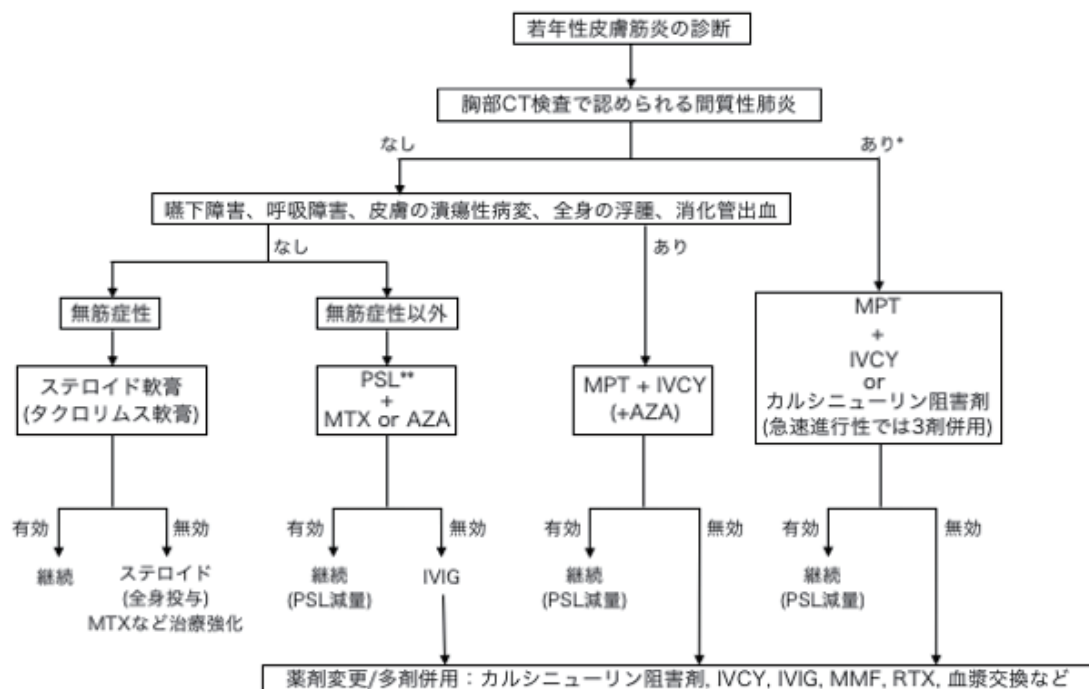 若年性皮膚筋炎の診断
胸部CT検査で認められる間質性肺炎
なし
あり*
嚥下障害、呼吸障害、皮膚の潰瘍性病変、全身の浮腫、消化管出血
なし
あり
無筋症性
無筋症性以外
MPT
+
IVCY
or
カルシニューリン阻害剤
(急速進行性では3剤併用)
ステロイド軟膏
(タクロリムス軟膏)
PSL**
+
MTX or AZA
MPT + IVCY
(+AZA)
有効
無効
有効
無効
有効
無効
有効
無効
継続
ステロイド
(全身投与)
MTXなど治療強化
継続
(PSL減量)
IVIG
継続
(PSL減量)
継続
(PSL減量)
薬剤変更/多剤併用：カルシニューリン阻害剤, IVCY, IVIG, MMF, RTX, 血漿交換など